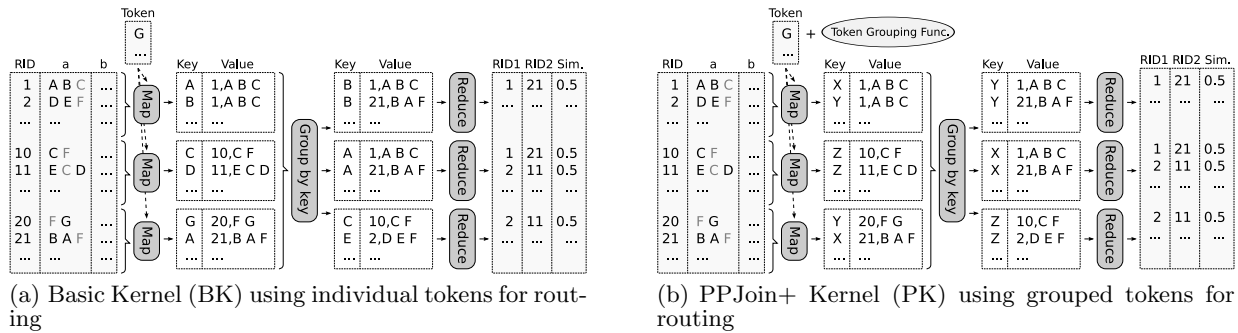 Token
G
...
RID a b Key Value Key Value RID1 RID2 Sim.
1 A B C ... Map A 1,A B C B 1,A B C Reduce 1 21 0.5
2 D E F ... B 1,A B C B 21,B A F ... ... ...
... ... ... ...
Group by key
10 C F ... Map C 10,C F A 1,A B C Reduce 1 21 0.5
11 E C D ... D 11,E C D A 21,B A F 2 11 0.5
... ... ... ... ... ... ...
20 F G ... Map G 20,F G C 10,C F Reduce 2 11 0.5
21 B A F ... A 21,B A F E 2,D E F ... ... ...
... ... ... ...
(a) Basic Kernel (BK) using individual tokens for rout-
ing
Token
G + Token Grouping Func.
...
RID a b Key Value Key Value RID1 RID2 Sim.
1 A B C ... Map X 1,A B C Y 1,A B C Reduce 1 21 0.5
2 D E F ... Y 1,A B C Y 21,B A F ... ... ...
... ... ... ...
Group by key
10 C F ... Map Z 10,C F X 1,A B C Reduce 1 21 0.5
11 E C D ... Z 11,E C D X 21,B A F 2 11 0.5
... ... ... ... ... ... ...
20 F G ... Map Y 20,F G Z 10,C F Reduce 2 11 0.5
21 B A F ... X 21,B A F Z 2,D E F ... ... ...
... ... ... ...
(b) PPJoin+ Kernel (PK) using grouped tokens for
routing